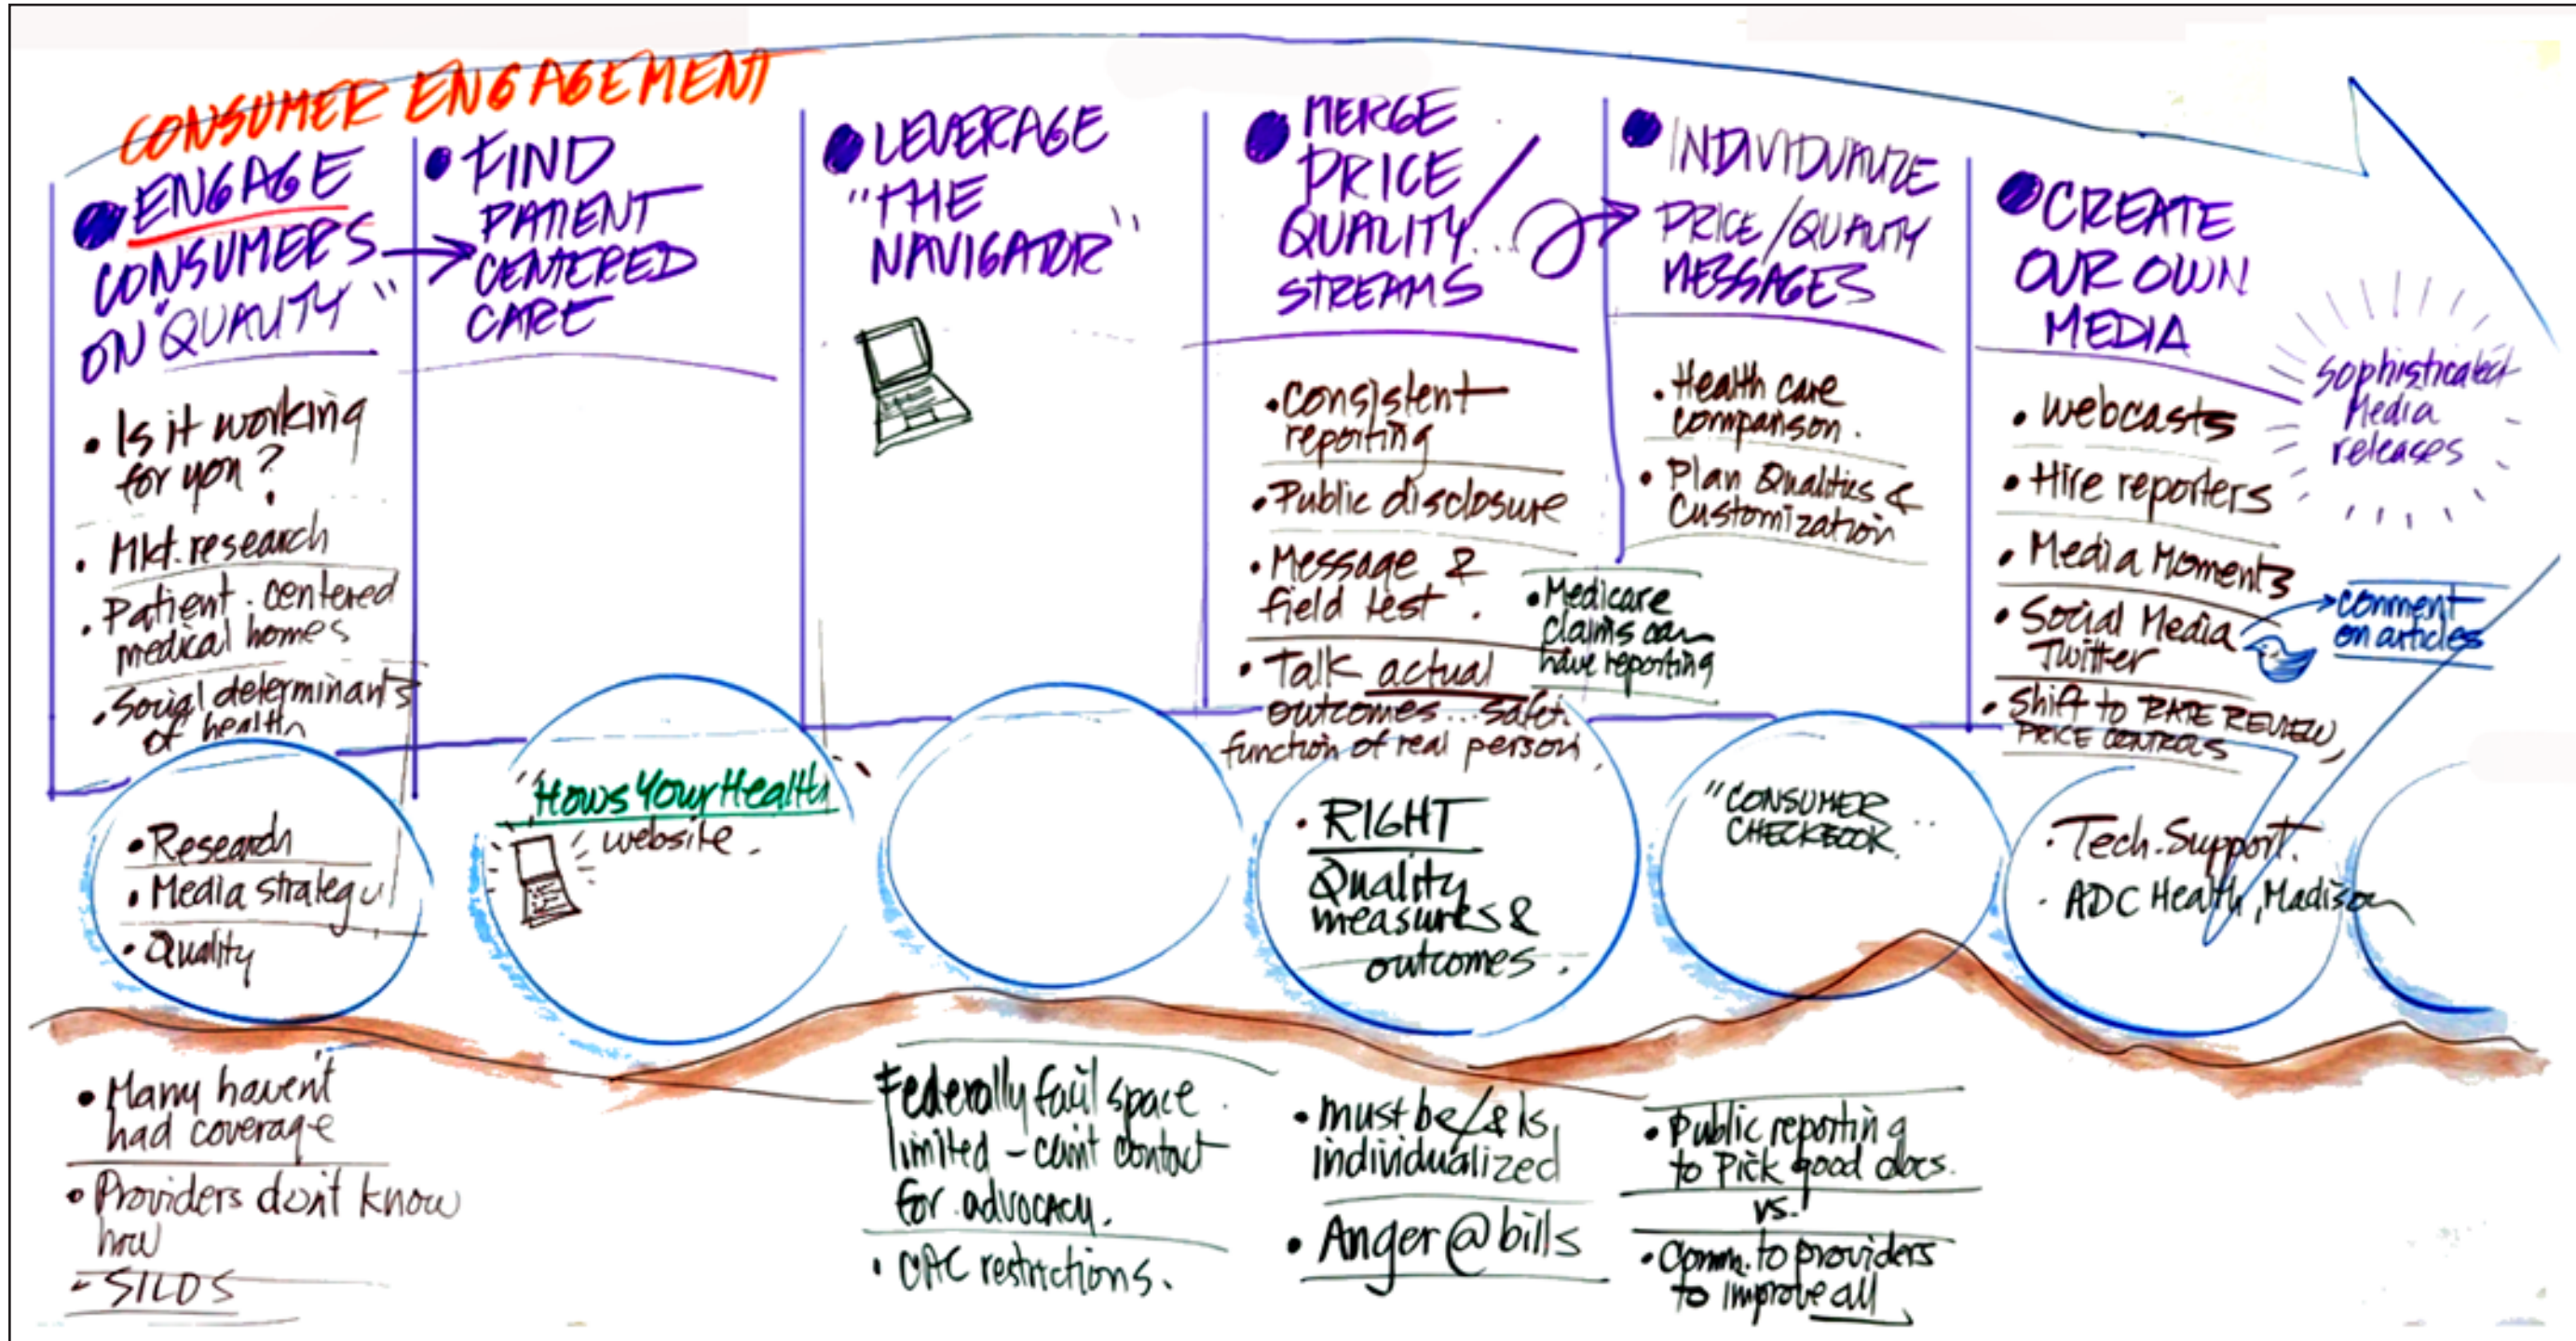 CONSUMER ENGAGEMENT
ENGAGE
CONSUMERS
ON "QUALITY"
• Is it working
for you?
• Mkt. research
• Patient-centered
medical homes
• Social determinants
of health
• Research
• Media strategy
• Quality
• Many haven't
had coverage
• Providers don't know
how
- SILOS
• FIND
PATIENT
CENTERED
CARE
"Hows Your Health"
website.
• LEVERAGE
"THE
NAVIGATOR"
Federally facil space
limited - can't contact
for advocacy.
• CAC restrictions.
• MERGE
PRICE /
QUALITY
STREAMS
• Consistent
reporting
• Public disclosure
• Message &
field test.
• Talk actual
outcomes... safet.
function of real person,
• Medicare
claims can
have reporting
• RIGHT
Quality
measures &
outcomes.
• must be/& is
individualized
• Anger @ bills
• INDIVIDUALIZE
PRICE/QUALITY
MESSAGES
• Health care
comparison.
• Plan Qualities &
Customization
"CONSUMER
CHECKBOOK"
• Public reporting
to pick good docs.
vs.
• Comm. to providers
to improve all
• CREATE
OUR OWN
MEDIA
Sophisticated
Media
releases
• Webcasts
• Hire reporters
• Media Moments
• Social Media
Twitter
comment
on articles
• Shift to RATE REVIEW,
PRICE CONTROLS
• Tech. Support.
• ADC Health, Madison